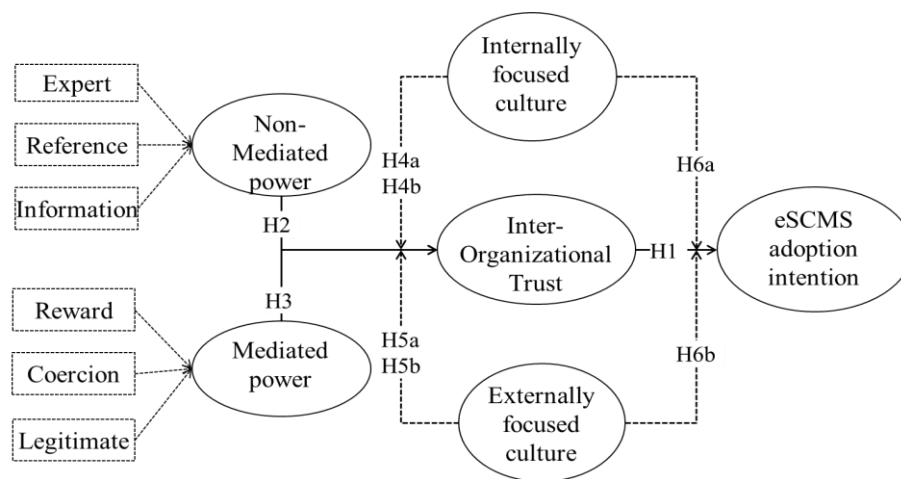 Expert
Reference
Information
Non-
Mediated
power
H2
H3
Reward
Coercion
Legitimate
Mediated
power
Internally
focused
culture
H4a
H4b
H6a
Inter-
Organizational
Trust
H1
eSCMS
adoption
intention
H5a
H5b
H6b
Externally
focused
culture